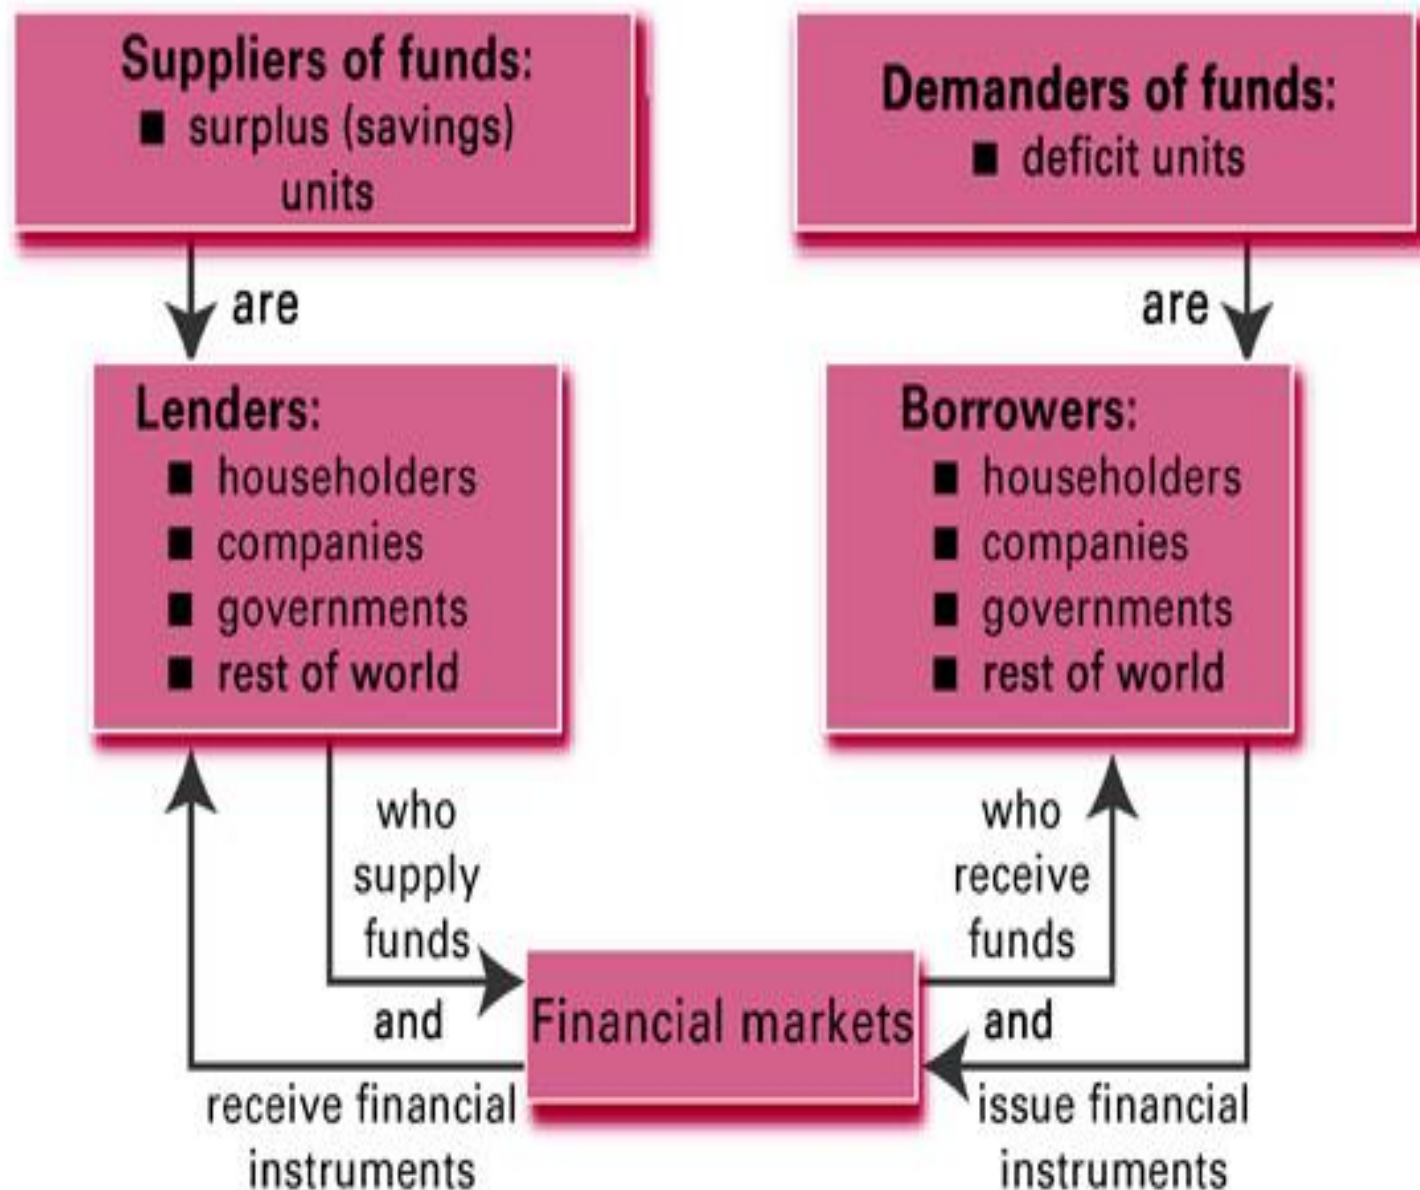 Suppliers of funds:
■ surplus (savings)
units
Demanders of funds:
■ deficit units
are
are
Lenders:
■ householders
■ companies
■ governments
■ rest of world
Borrowers:
■ householders
■ companies
■ governments
■ rest of world
who
supply
funds
and
receive financial
instruments
Financial markets
who
receive
funds
and
issue financial
instruments